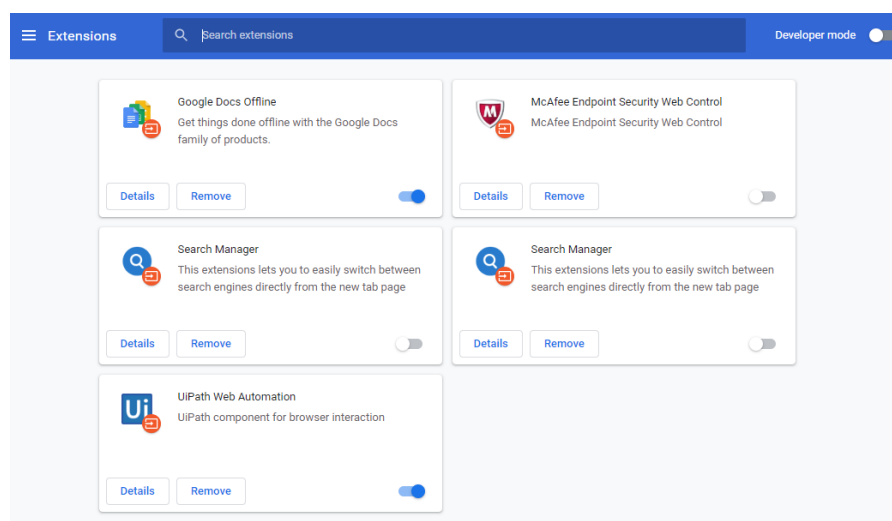 Extensions
Search extensions
Developer mode
Google Docs Offline
Get things done offline with the Google Docs
family of products.
Details
Remove
McAfee Endpoint Security Web Control
McAfee Endpoint Security Web Control
Details
Remove
Search Manager
This extensions lets you to easily switch between
search engines directly from the new tab page
Details
Remove
Search Manager
This extensions lets you to easily switch between
search engines directly from the new tab page
Details
Remove
Ui
UiPath Web Automation
UiPath component for browser interaction
Details
Remove